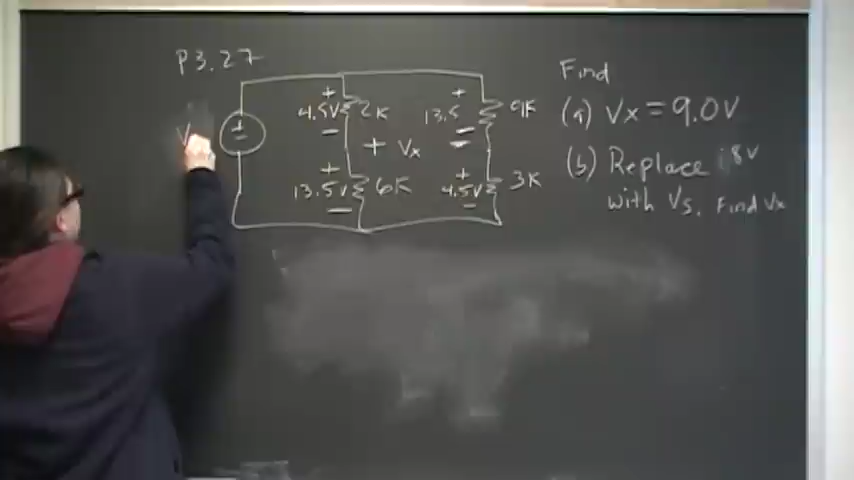 P3.27
Find
(a) Vx = 9.0V
(b) Replace 18V
with Vs. Find Vx
V
+
-
+
4.5V 2K
-
+
13.5 9K
-
+ Vx -
+
13.5V 6K
-
+
4.5V 3K
-